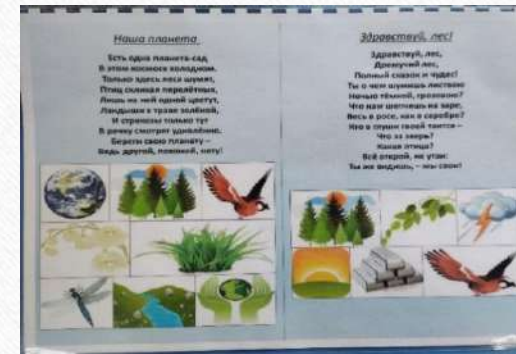 Наша планета
Есть одна планета-сад
В этом космосе холодном.
Только здесь леса шумят,
Птиц скликая перелётных,
Лишь на ней одной цветут,
Ландыши в траве зелёной,
И стрекозы только тут
В речку смотрят удивлённо.
Береги свою планету –
Ведь другой, похожей, нету!
Здравствуй, лес!
Здравствуй, лес,
Дремучий лес,
Полный сказок и чудес!
Ты о чем шумишь листвою
Ночью тёмной, грозовою?
Что нам шепчешь на заре,
Весь в росе, как в серебре?
Кто в глуши твоей таится –
Что за зверь?
Какая птица?
Всё открой, не утаи:
Ты же видишь, – мы свои!